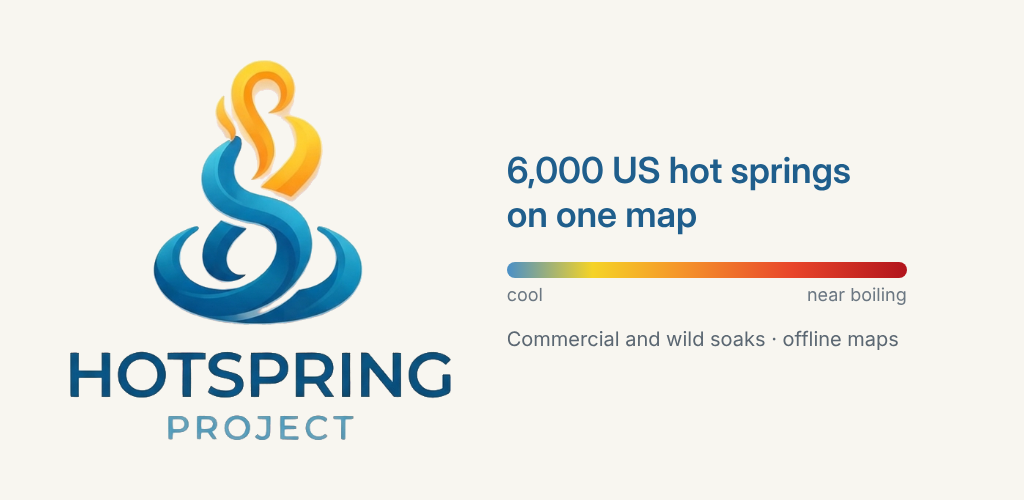 HOTSPRING
PROJECT
6,000 US hot springs
on one map
cool
near boiling
Commercial and wild soaks · offline maps